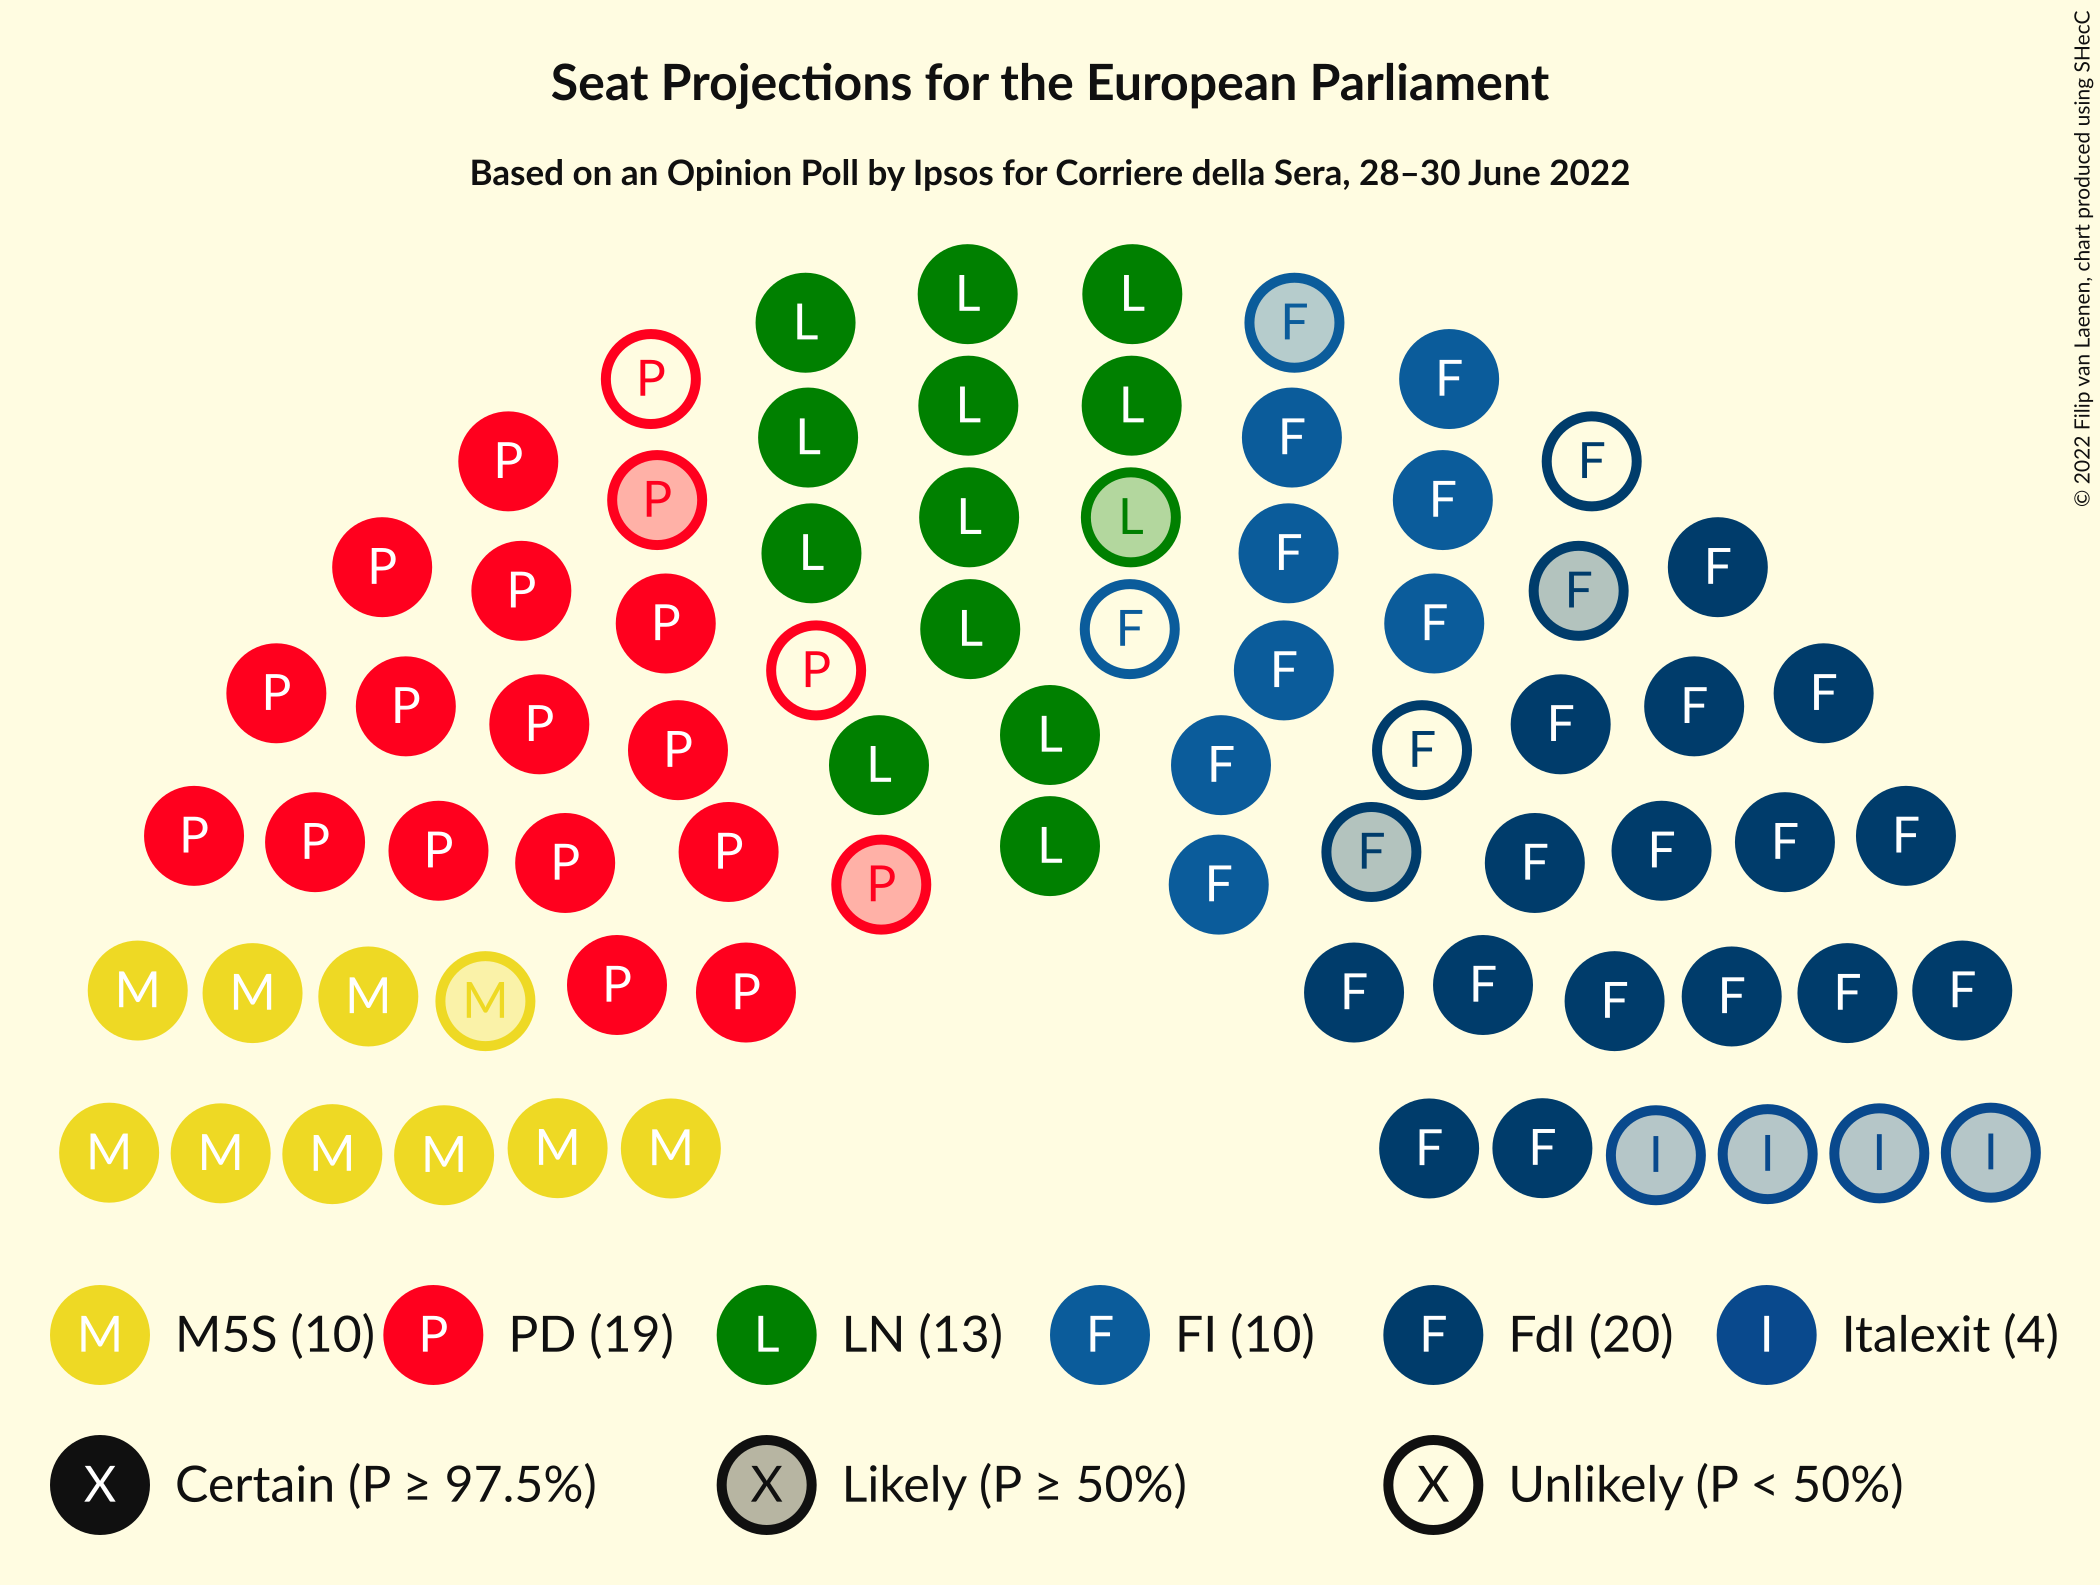 Seat Projections for the European Parliament
Based on an Opinion Poll by Ipsos for Corriere della Sera, 28–30 June 2022
© 2022 Filip van Laenen, chart produced using SHecC
L L L F
P L L L F F
P F
P L L L F F
P P F F
P P L F F F
P P P P L L F F F F F
P P P P P P L F F F F F F
M M M M P P F F F F F F
M M M M M M F F I I I I
M M5S (10) P PD (19) L LN (13) F FI (10) F FdI (20) I Italexit (4)
X Certain (P ≥ 97.5%) X Likely (P ≥ 50%) X Unlikely (P < 50%)